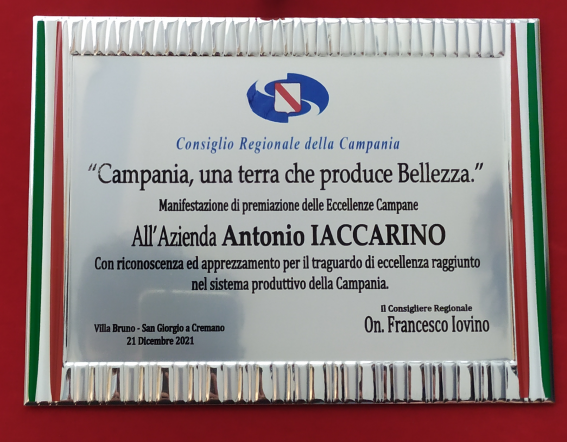 Consiglio Regionale della Campania
“Campania, una terra che produce Bellezza.”
Manifestazione di premiazione delle Eccellenze Campane
All'Azienda Antonio IACCARINO
Con riconoscenza ed apprezzamento per il traguardo di eccellenza raggiunto
nel sistema produttivo della Campania.
Il Consigliere Regionale
On. Francesco Iovino
Villa Bruno - San Giorgio a Cremano
21 Dicembre 2021